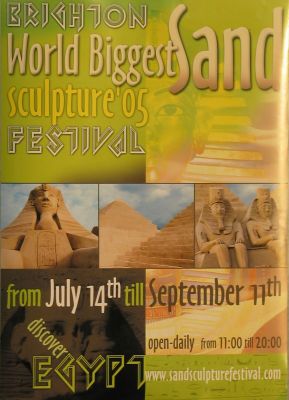 BRIGHTON
World Biggest Sand
sculpture '05
FESTIVAL
from July 14th till September 11th
open-daily from 11:00 till 20:00
discover
EGYPT
www.sandsculpturefestival.com